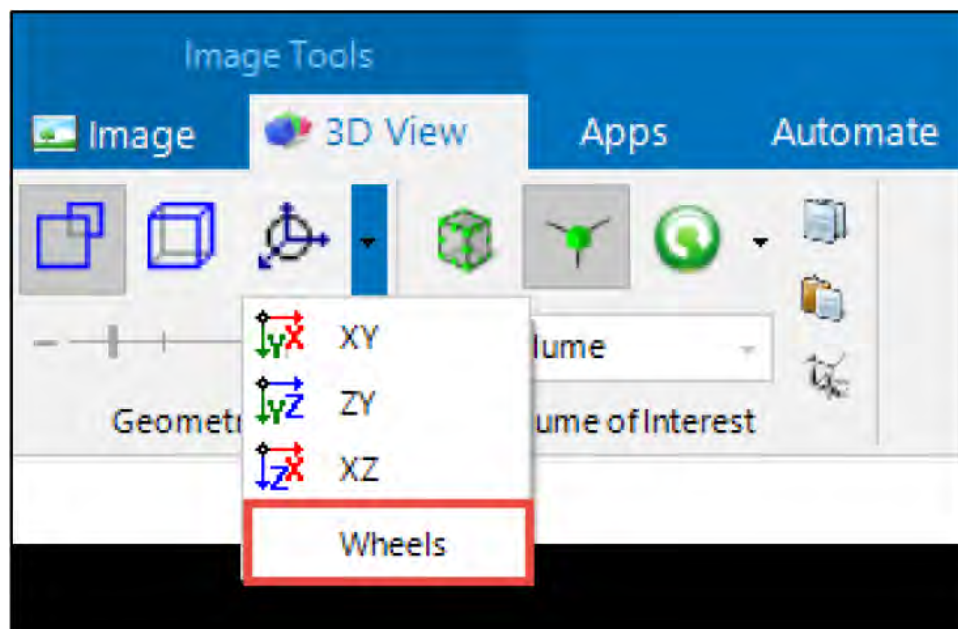 Image Tools
Image
3D View
Apps
Automate
XY
ZY
XZ
Wheels
lume
Geometr
ume of Interest